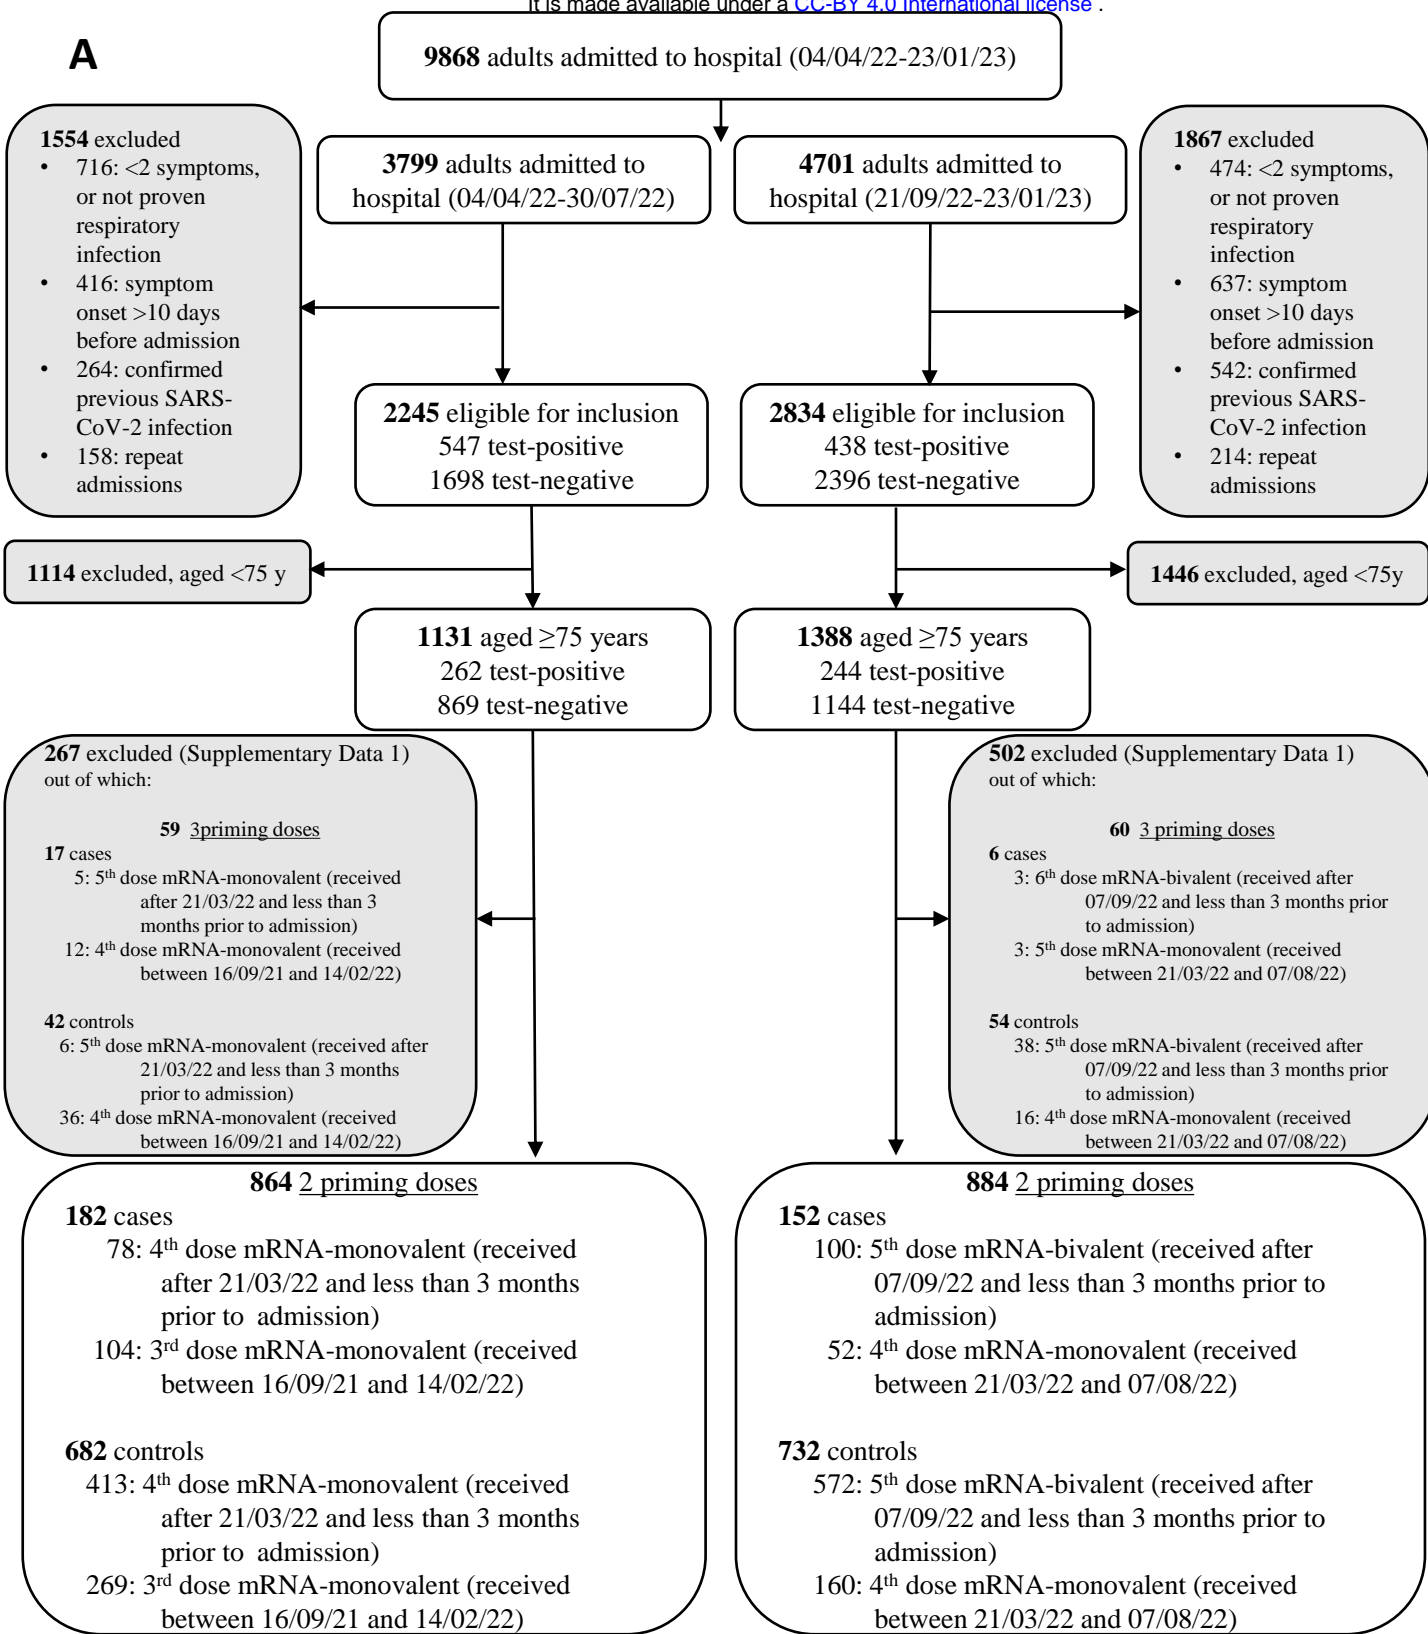 It is made available under a CC-BY 4.0 International license .
A
9868 adults admitted to hospital (04/04/22-23/01/23)
1554 excluded
• 716: <2 symptoms,
or not proven
respiratory
infection
• 416: symptom
onset >10 days
before admission
• 264: confirmed
previous SARS-
CoV-2 infection
• 158: repeat
admissions
3799 adults admitted to
hospital (04/04/22-30/07/22)
4701 adults admitted to
hospital (21/09/22-23/01/23)
1867 excluded
• 474: <2 symptoms,
or not proven
respiratory
infection
• 637: symptom
onset >10 days
before admission
• 542: confirmed
previous SARS-
CoV-2 infection
• 214: repeat
admissions
2245 eligible for inclusion
547 test-positive
1698 test-negative
2834 eligible for inclusion
438 test-positive
2396 test-negative
1114 excluded, aged <75 y
1446 excluded, aged <75y
1131 aged ≥75 years
262 test-positive
869 test-negative
1388 aged ≥75 years
244 test-positive
1144 test-negative
267 excluded (Supplementary Data 1)
out of which:
59 3priming doses
17 cases
5: 5th dose mRNA-monovalent (received
after 21/03/22 and less than 3
months prior to admission)
12: 4th dose mRNA-monovalent (received
between 16/09/21 and 14/02/22)
42 controls
6: 5th dose mRNA-monovalent (received after
21/03/22 and less than 3 months
prior to admission)
36: 4th dose mRNA-monovalent (received
between 16/09/21 and 14/02/22)
502 excluded (Supplementary Data 1)
out of which:
60 3 priming doses
6 cases
3: 6th dose mRNA-bivalent (received after
07/09/22 and less than 3 months prior
to admission)
3: 5th dose mRNA-monovalent (received
between 21/03/22 and 07/08/22)
54 controls
38: 5th dose mRNA-bivalent (received after
07/09/22 and less than 3 months prior
to admission)
16: 4th dose mRNA-monovalent (received
between 21/03/22 and 07/08/22)
864 2 priming doses
182 cases
78: 4th dose mRNA-monovalent (received
after 21/03/22 and less than 3 months
prior to admission)
104: 3rd dose mRNA-monovalent (received
between 16/09/21 and 14/02/22)
682 controls
413: 4th dose mRNA-monovalent (received
after 21/03/22 and less than 3 months
prior to admission)
269: 3rd dose mRNA-monovalent (received
between 16/09/21 and 14/02/22)
884 2 priming doses
152 cases
100: 5th dose mRNA-bivalent (received after
07/09/22 and less than 3 months prior to
admission)
52: 4th dose mRNA-monovalent (received
between 21/03/22 and 07/08/22)
732 controls
572: 5th dose mRNA-bivalent (received after
07/09/22 and less than 3 months prior to
admission)
160: 4th dose mRNA-monovalent (received
between 21/03/22 and 07/08/22)